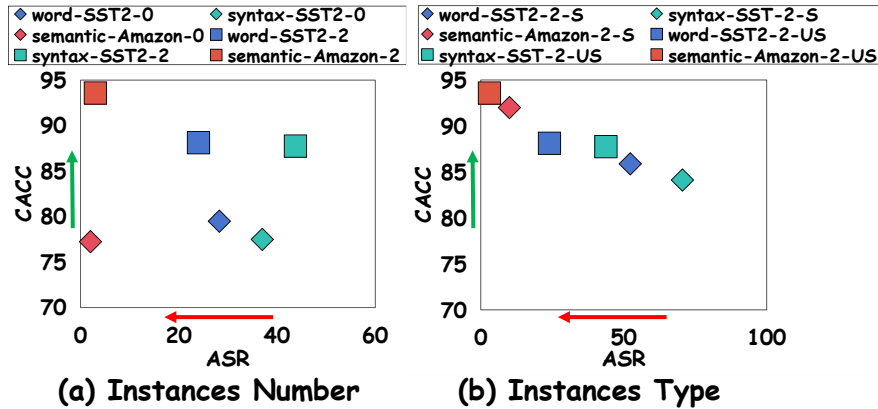 word-SST2-0 syntax-SST2-0
semantic-Amazon-0 word-SST2-2
syntax-SST2-2 semantic-Amazon-2
95
90
85
80
75
70
CACC
0 20 40 60
ASR
(a) Instances Number
word-SST2-2-S syntax-SST-2-S
semantic-Amazon-2-S word-SST2-2-US
syntax-SST-2-US semantic-Amazon-2-US
95
90
85
80
75
70
CACC
0 50 100
ASR
(b) Instances Type